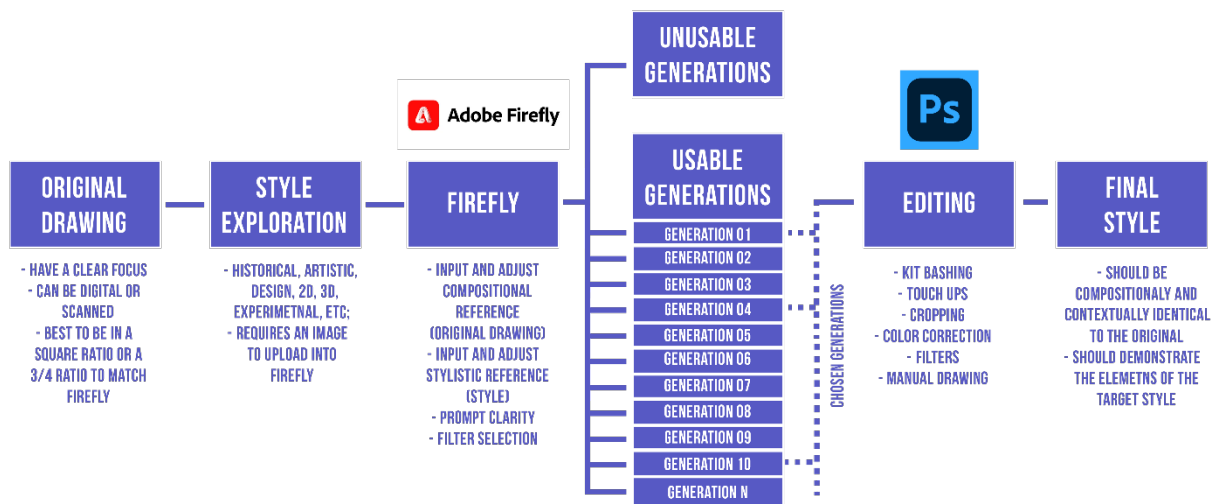 UNUSABLE
GENERATIONS
Adobe Firefly
Ps
ORIGINAL
DRAWING
- HAVE A CLEAR FOCUS
- CAN BE DIGITAL OR
SCANNED
- BEST TO BE IN A
SQUARE RATIO OR A
3/4 RATIO TO MATCH
FIREFLY
STYLE
EXPLORATION
- HISTORICAL, ARTISTIC,
DESIGN, 2D, 3D,
EXPERIMETNAL, ETC;
- REQUIRES AN IMAGE
TO UPLOAD INTO
FIREFLY
FIREFLY
- INPUT AND ADJUST
COMPOSITIONAL
REFERENCE
(ORIGINAL DRAWING)
- INPUT AND ADJUST
STYLISTIC REFERENCE
(STYLE)
- PROMPT CLARITY
- FILTER SELECTION
USABLE
GENERATIONS
GENERATION 01
GENERATION 02
GENERATION 03
GENERATION 04
GENERATION 05
GENERATION 06
GENERATION 07
GENERATION 08
GENERATION 09
GENERATION 10
GENERATION N
CHOSEN GENERATIONS
EDITING
- KIT BASHING
- TOUCH UPS
- CROPPING
- COLOR CORRECTION
- FILTERS
- MANUAL DRAWING
FINAL
STYLE
- SHOULD BE
COMPOSITIONALY AND
CONTEXTUALLY IDENTICAL
TO THE ORIGINAL
- SHOULD DEMONSTRATE
THE ELEMETNS OF THE
TARGET STYLE